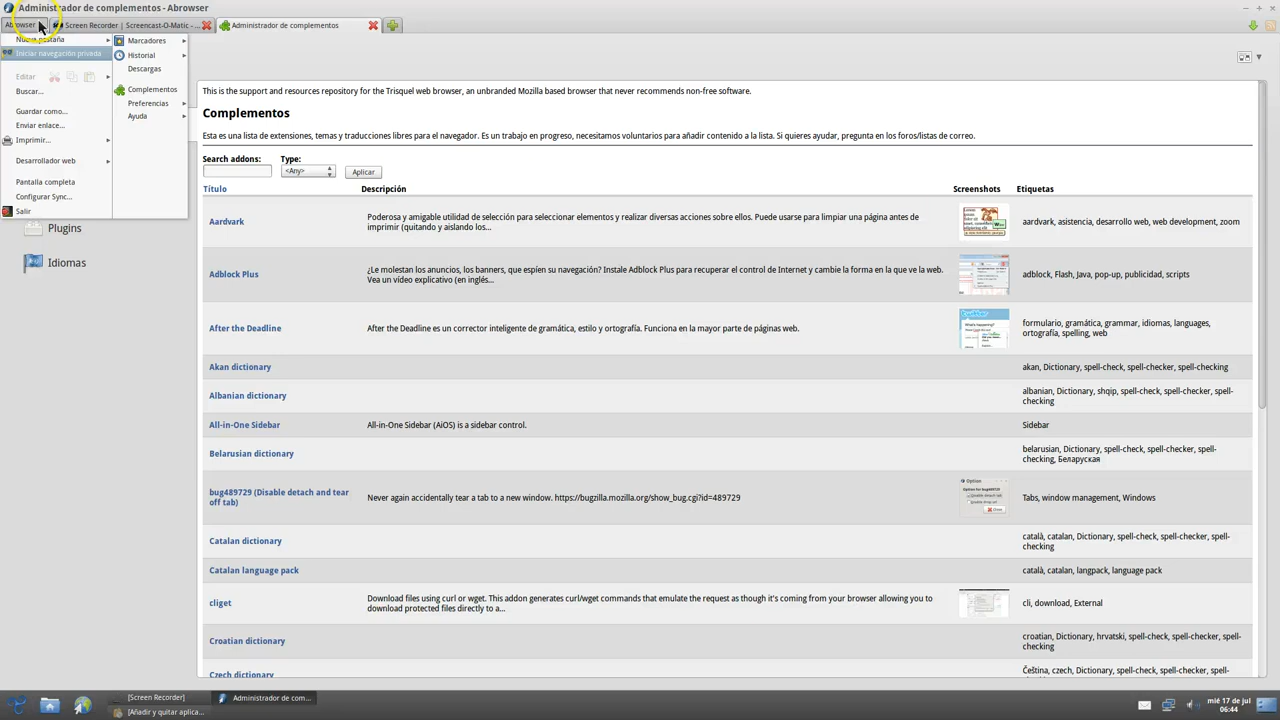 Administrador de complementos - Abrowser
Abrowser
Screen Recorder | Screencast-O-Matic - ...
Administrador de complementos
Nueva pestaña
Iniciar navegación privada
Editar
Buscar...
Guardar como...
Enviar enlace...
Imprimir...
Desarrollador web
Pantalla completa
Configurar Sync...
Salir
Marcadores
Historial
Descargas
Complementos
Preferencias
Ayuda
Plugins
Idiomas
This is the support and resources repository for the Trisquel web browser, an unbranded Mozilla based browser that never recommends non-free software.
Complementos
Esta es una lista de extensiones, temas y traducciones libres para el navegador. Es un trabajo en progreso, necesitamos voluntarios para añadir contenido a la lista. Si quieres ayudar, pregunta en los foros/listas de correo.
Search addons: Type:
<Any> Aplicar
Título Descripción Screenshots Etiquetas
Aardvark
Poderosa y amigable utilidad de selección para seleccionar elementos y realizar diversas acciones sobre ellos. Puede usarse para limpiar una página antes de
imprimir (quitando y aislando los...
aardvark, asistencia, desarrollo web, web development, zoom
Adblock Plus
¿Le molestan los anuncios, los banners, que espíen su navegación? Instale Adblock Plus para recuperar el control de Internet y cambie la forma en la que ve la web.
Vea un vídeo explicativo (en inglés...
adblock, Flash, Java, pop-up, publicidad, scripts
After the Deadline
After the Deadline es un corrector inteligente de gramática, estilo y ortografía. Funciona en la mayor parte de páginas web.
formulario, gramática, grammar, idiomas, languages,
ortografía, spelling, web
Akan dictionary
akan, Dictionary, spell-check, spell-checker, spell-checking
Albanian dictionary
albanian, Dictionary, shqip, spell-check, spell-checker, spell-
checking
All-in-One Sidebar
All-in-One Sidebar (AiOS) is a sidebar control.
Sidebar
Belarusian dictionary
belarusian, Dictionary, spell-check, spell-checker, spell-
checking, Беларуская
bug489729 (Disable detach and tear
off tab)
Never again accidentally tear a tab to a new window. https://bugzilla.mozilla.org/show_bug.cgi?id=489729
Tabs, window management, Windows
Catalan dictionary
català, catalan, Dictionary, spell-check, spell-checker, spell-
checking
Catalan language pack
català, catalan, langpack, language pack
cliget
Download files using curl or wget. This addon generates curl/wget commands that emulate the request as though it's coming from your browser allowing you to
download protected files directly to a...
cli, download, External
Croatian dictionary
croatian, Dictionary, hrvatski, spell-check, spell-checker, spell-
checking
Czech dictionary
Čeština, czech, Dictionary, spell-check, spell-checker, spell-
[Screen Recorder]
Administrador de com...
[Añadir y quitar aplica...
mié 17 de jul
06:44